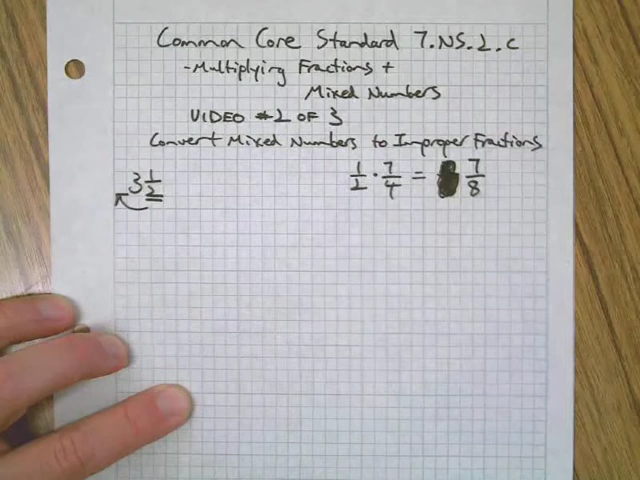 Common Core Standard 7.NS.2.c
- Multiplying Fractions +
Mixed Numbers
VIDEO #2 OF 3
Convert Mixed Numbers to Improper Fractions
3 1/2 1/2 · 7/4 = 7/8